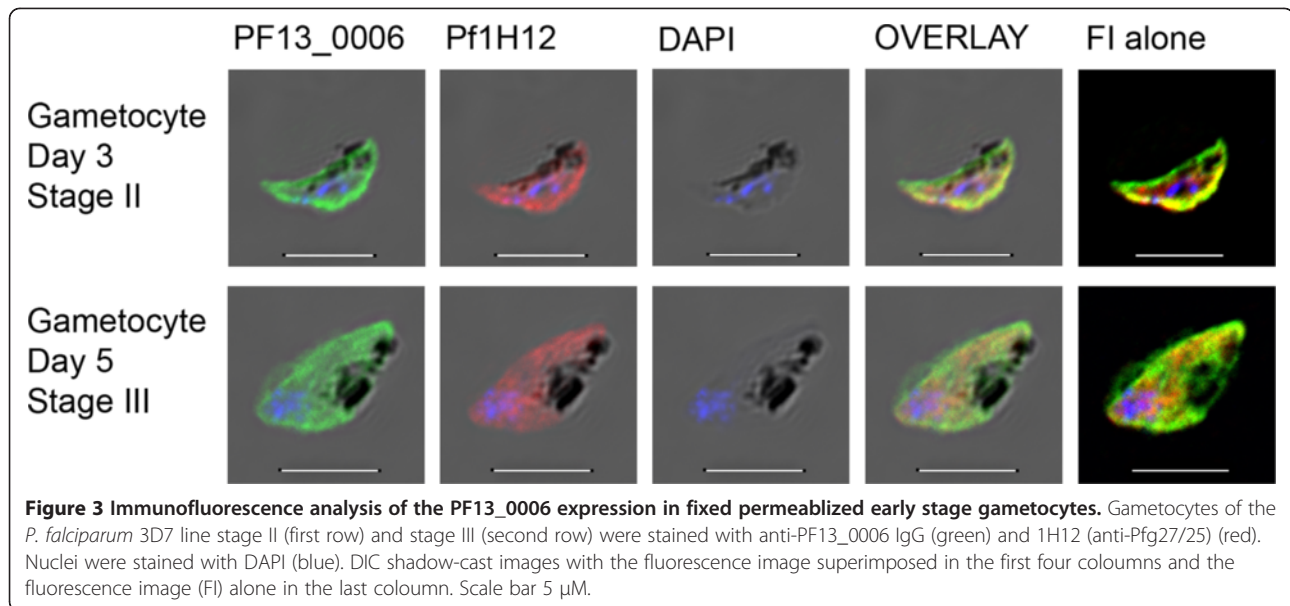 PF13_0006 Pf1H12 DAPI OVERLAY FI alone
Gametocyte
Day 3
Stage II
Gametocyte
Day 5
Stage III
Figure 3 Immunofluorescence analysis of the PF13_0006 expression in fixed permeablized early stage gametocytes. Gametocytes of the
P. falciparum 3D7 line stage II (first row) and stage III (second row) were stained with anti-PF13_0006 IgG (green) and 1H12 (anti-Pfg27/25) (red).
Nuclei were stained with DAPI (blue). DIC shadow-cast images with the fluorescence image superimposed in the first four coloumns and the
fluorescence image (FI) alone in the last coloumn. Scale bar 5 μM.